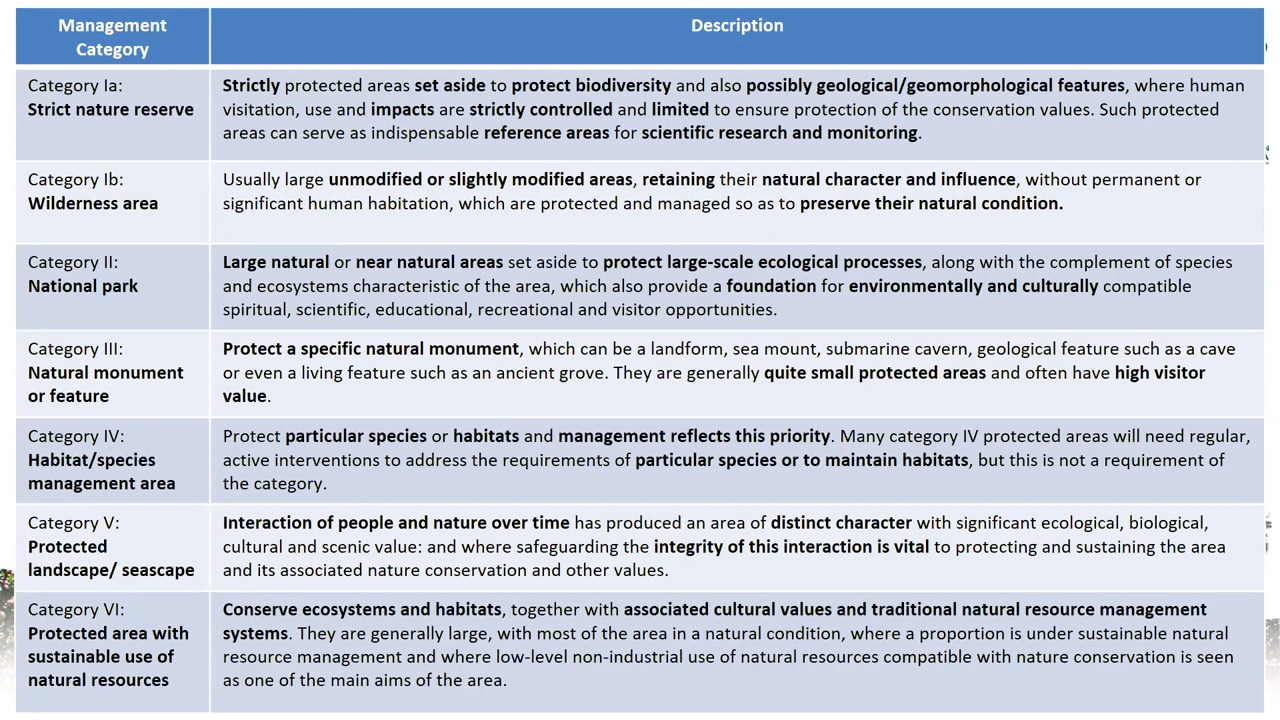 Management
Category
Description
Category Ia:
Strict nature reserve
Strictly protected areas set aside to protect biodiversity and also possibly geological/geomorphological features, where human
visitation, use and impacts are strictly controlled and limited to ensure protection of the conservation values. Such protected
areas can serve as indispensable reference areas for scientific research and monitoring.
Category Ib:
Wilderness area
Usually large unmodified or slightly modified areas, retaining their natural character and influence, without permanent or
significant human habitation, which are protected and managed so as to preserve their natural condition.
Category II:
National park
Large natural or near natural areas set aside to protect large-scale ecological processes, along with the complement of species
and ecosystems characteristic of the area, which also provide a foundation for environmentally and culturally compatible
spiritual, scientific, educational, recreational and visitor opportunities.
Category III:
Natural monument
or feature
Protect a specific natural monument, which can be a landform, sea mount, submarine cavern, geological feature such as a cave
or even a living feature such as an ancient grove. They are generally quite small protected areas and often have high visitor
value.
Category IV:
Habitat/species
management area
Protect particular species or habitats and management reflects this priority. Many category IV protected areas will need regular,
active interventions to address the requirements of particular species or to maintain habitats, but this is not a requirement of
the category.
Category V:
Protected
landscape/ seascape
Interaction of people and nature over time has produced an area of distinct character with significant ecological, biological,
cultural and scenic value: and where safeguarding the integrity of this interaction is vital to protecting and sustaining the area
and its associated nature conservation and other values.
Category VI:
Protected area with
sustainable use of
natural resources
Conserve ecosystems and habitats, together with associated cultural values and traditional natural resource management
systems. They are generally large, with most of the area in a natural condition, where a proportion is under sustainable natural
resource management and where low-level non-industrial use of natural resources compatible with nature conservation is seen
as one of the main aims of the area.